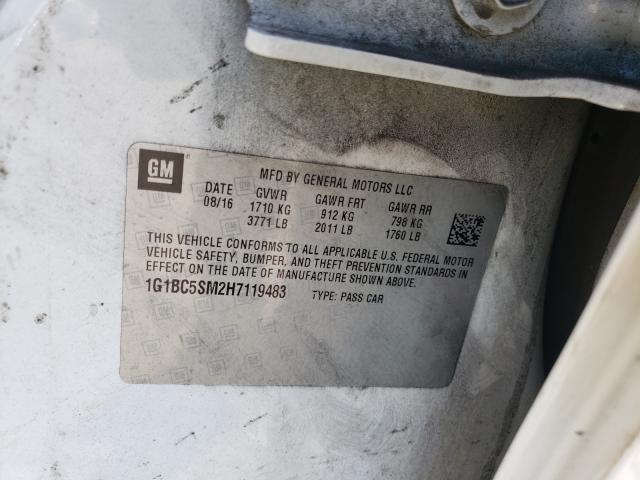 GM
MFD BY GENERAL MOTORS LLC
DATE GVWR GAWR FRT GAWR RR
08/16 1710 KG 912 KG 798 KG
3771 LB 2011 LB 1760 LB
THIS VEHICLE CONFORMS TO ALL APPLICABLE U.S. FEDERAL MOTOR
VEHICLE SAFETY, BUMPER, AND THEFT PREVENTION STANDARDS IN
EFFECT ON THE DATE OF MANUFACTURE SHOWN ABOVE.
1G1BC5SM2H7119483 TYPE: PASS CAR